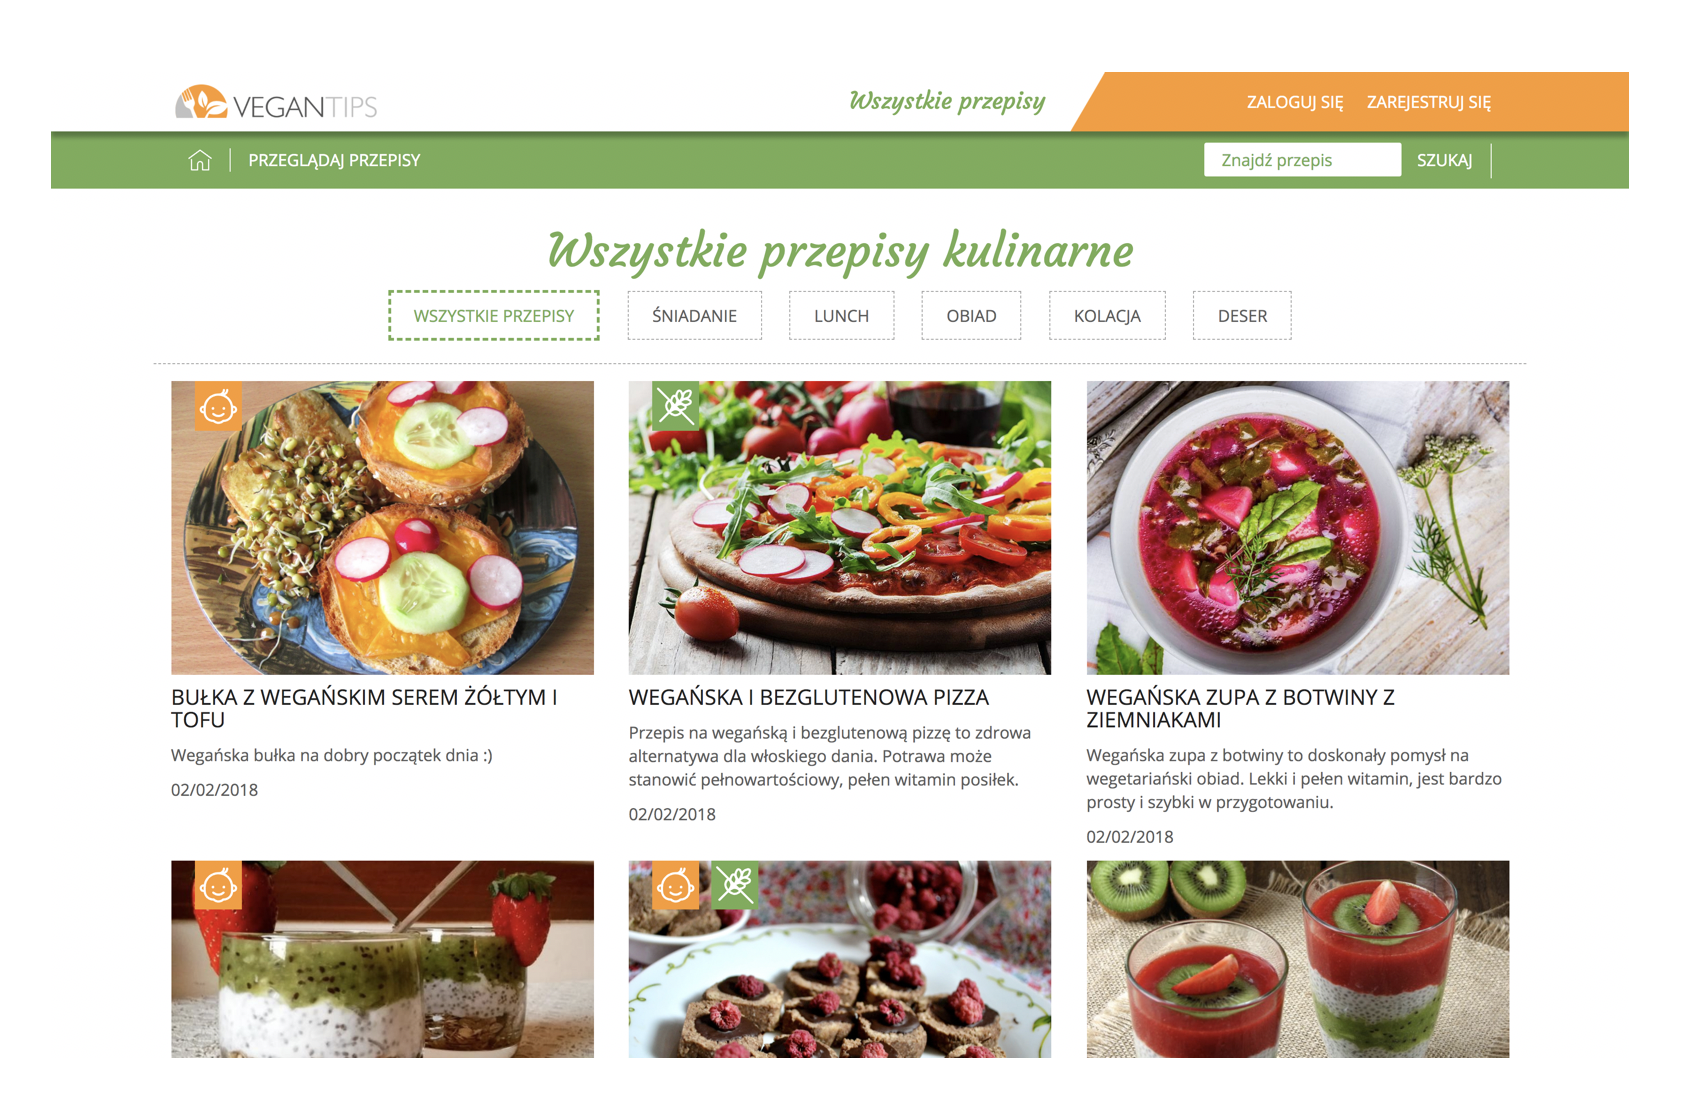 VEGANTIPS
Wszystkie przepisy
ZALOGUJ SIĘ
ZAREJESTRUJ SIĘ
PRZEGLĄDAJ PRZEPISY
Znajdź przepis
SZUKAJ
Wszystkie przepisy kulinarne
WSZYSTKIE PRZEPISY
ŚNIADANIE
LUNCH
OBIAD
KOLACJA
DESER
BUŁKA Z WEGAŃSKIM SEREM ŻÓŁTYM I
TOFU
Wegańska bułka na dobry początek dnia :)
02/02/2018
WEGAŃSKA I BEZGLUTENOWA PIZZA
Przepis na wegańską i bezglutenową pizzę to zdrowa
alternatywa dla włoskiego dania. Potrawa może
stanowić pełnowartościowy, pełen witamin posiłek.
02/02/2018
WEGAŃSKA ZUPA Z BOTWINY Z
ZIEMNIAKAMI
Wegańska zupa z botwiny to doskonały pomysł na
wegetariański obiad. Lekki i pełen witamin, jest bardzo
prosty i szybki w przygotowaniu.
02/02/2018